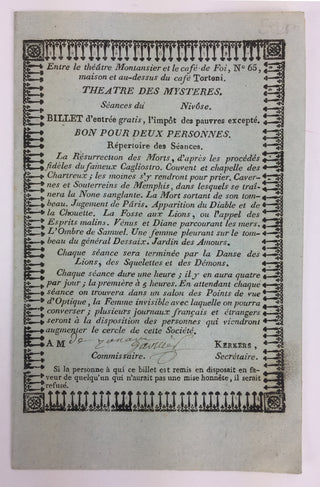 Entre le théâtre Montansier et le café de Foi, N° 65,
maison et au-dessus du café Tortoni.
THEATRE DES MYSTERES.
Séances du Nivôse.
BILLET d'entrée gratis, l'impôt des pauvres excepté.
BON POUR DEUX PERSONNES.
Répertoire des Séances.
La Résurrection des Morts, d'après les procédés
fidèles du fameux Cagliostro. Couvent et chapelle des
Chartreux; les moines s'y rendront pour prier. Caver-
nes et Souterreins de Memphis, dans lesquels se traî-
nera la None sanglante. La Mort sortant de son tom-
beau. Jugement de Pâris. Apparition du Diable et de
la Chouette. La Fosse aux Lions, ou l'appel des
Esprits malins. Vénus et Diane parcourant les mers.
L'Ombre de Samuel. Une femme pleurant sur le tom-
beau du général Dessaix. Jardin des Amours.
Chaque séance sera terminée par la Danse des
Lions, des Squelettes et des Démons.
Chaque séance dure une heure; il y en aura quatre
par jour; la première à 5 heures. En attendant chaque
séance on trouvera dans un salon des Points de vue
d'Optique, la Femme invisible avec laquelle on pourra
converser; plusieurs journaux français et étrangers
seront à la disposition des personnes qui viendront
augmenter le cercle de cette Société.
A M de
KERKERS,
Commissaire. Secrétaire.
Si la personne à qui ce billet est remis en disposait en fa-
veur de quelqu'un qui n'aurait pas une mise honnête, il serait
refusé.